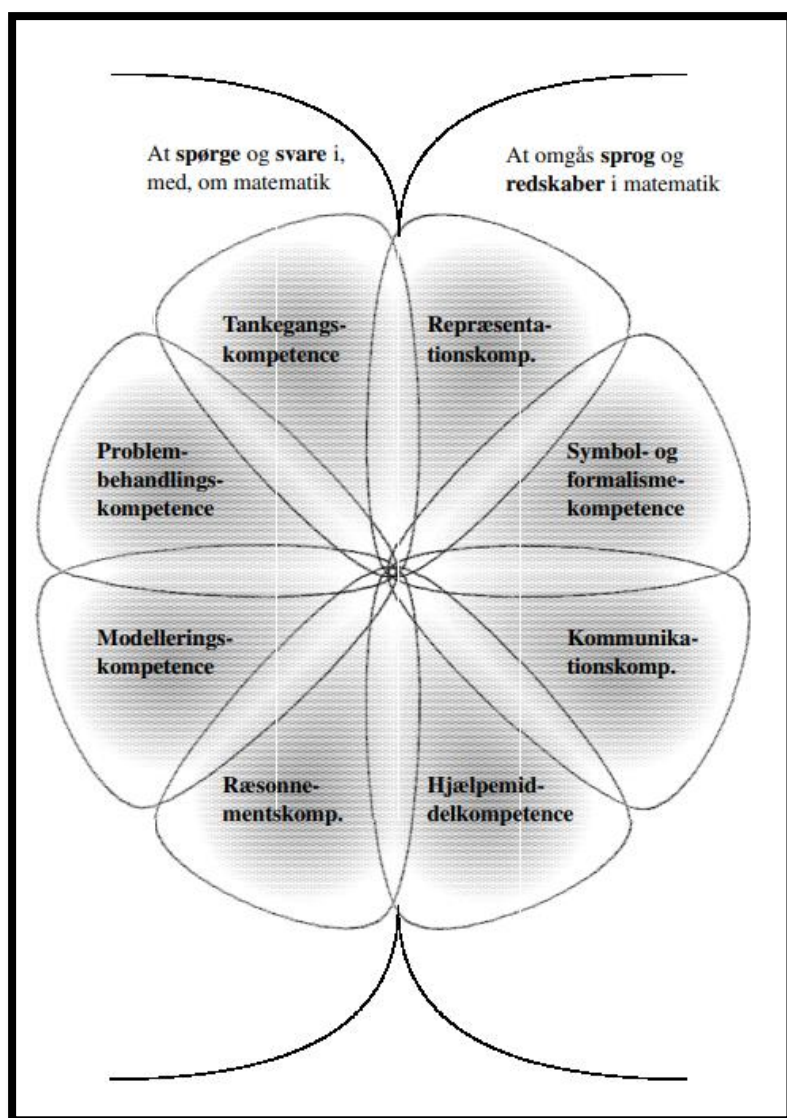 At spørge og svare i,
med, om matematik
At omgås sprog og
redskaber i matematik
Tankegangs-
kompetence
Repræsenta-
tionskomp.
Problem-
behandlings-
kompetence
Symbol- og
formalisme-
kompetence
Modellerings-
kompetence
Kommunika-
tionskomp.
Ræsonne-
mentskomp.
Hjælpemid-
delkompetence